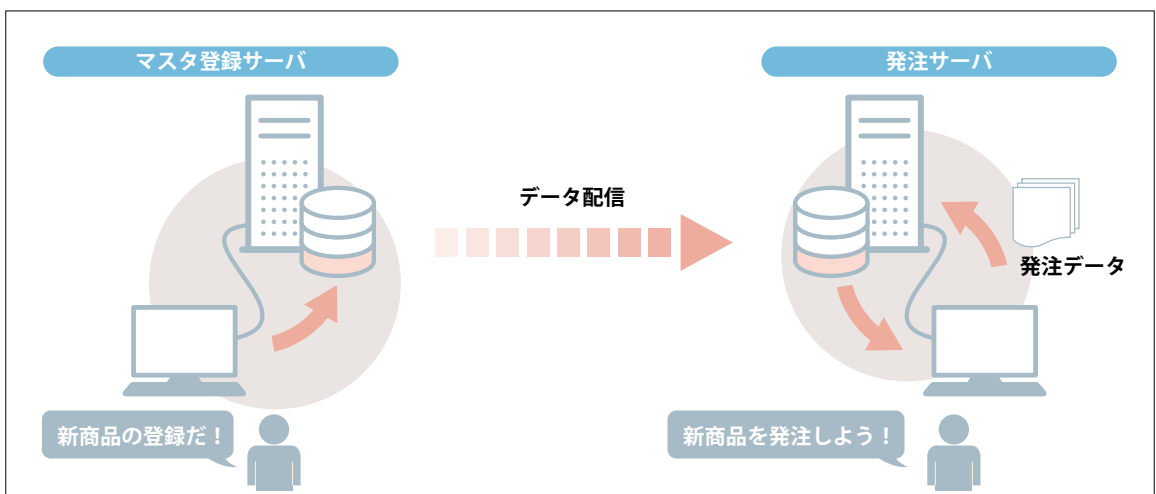 マスタ登録サーバ
発注サーバ
データ配信
発注データ
新商品の登録だ！
新商品を発注しよう！